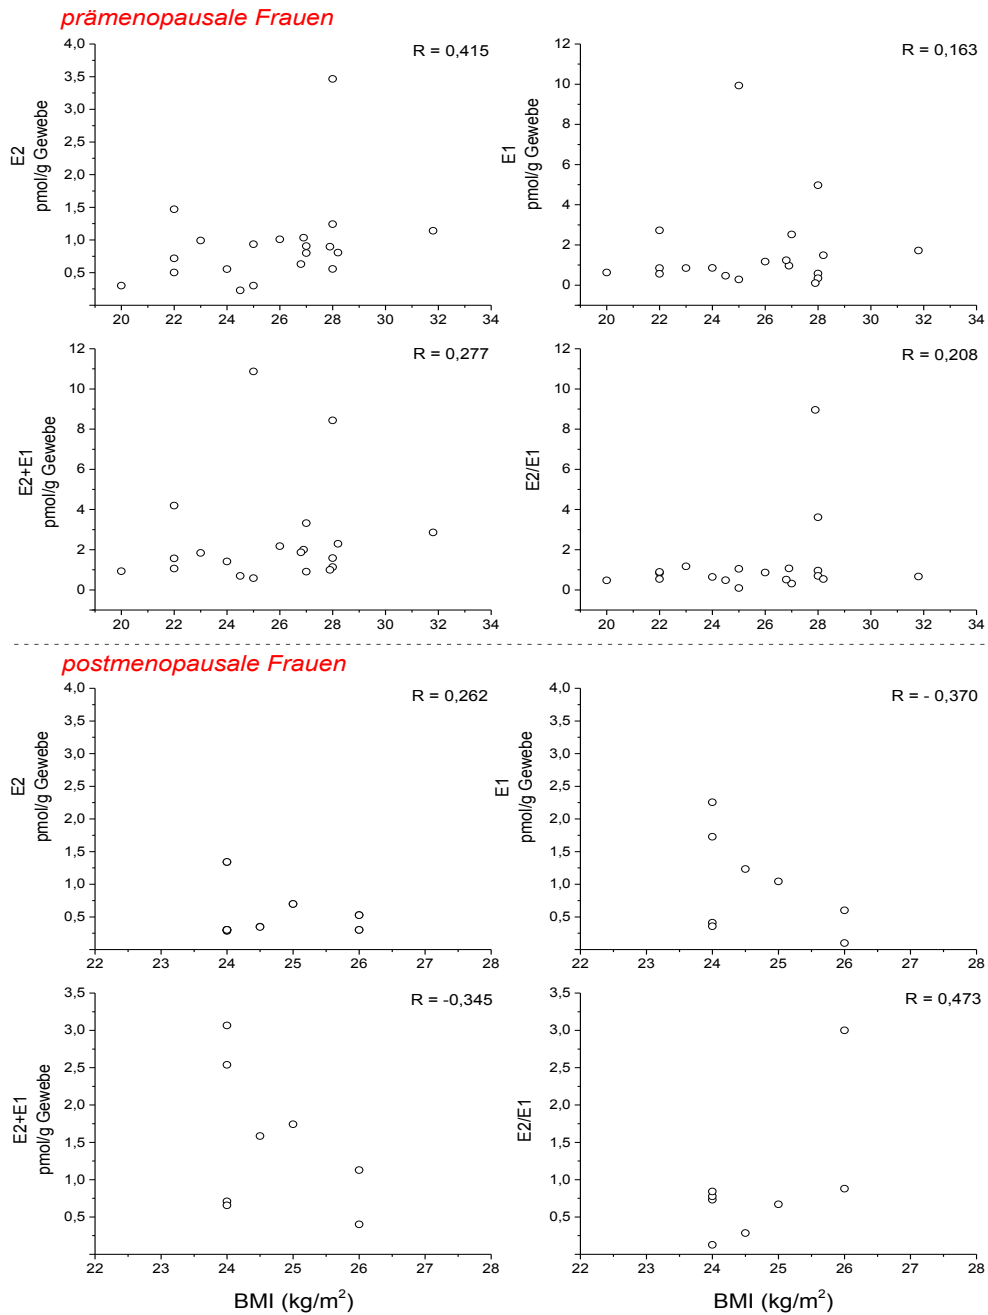 prämenopausale Frauen
R = 0,415
E2
pmol/g Gewebe
4,0
3,5
3,0
2,5
2,0
1,5
1,0
0,5
20 22 24 26 28 30 32 34
R = 0,163
E1
pmol/g Gewebe
12
10
8
6
4
2
0
20 22 24 26 28 30 32 34
R = 0,277
E2+E1
pmol/g Gewebe
12
10
8
6
4
2
0
20 22 24 26 28 30 32 34
R = 0,208
E2/E1
12
10
8
6
4
2
0
20 22 24 26 28 30 32 34
postmenopausale Frauen
R = 0,262
E2
pmol/g Gewebe
4,0
3,5
3,0
2,5
2,0
1,5
1,0
0,5
22 23 24 25 26 27 28
R = - 0,370
E1
pmol/g Gewebe
4,0
3,5
3,0
2,5
2,0
1,5
1,0
0,5
22 23 24 25 26 27 28
R = -0,345
E2+E1
pmol/g Gewebe
3,5
3,0
2,5
2,0
1,5
1,0
0,5
22 23 24 25 26 27 28
BMI (kg/m²)
R = 0,473
E2/E1
3,5
3,0
2,5
2,0
1,5
1,0
0,5
22 23 24 25 26 27 28
BMI (kg/m²)